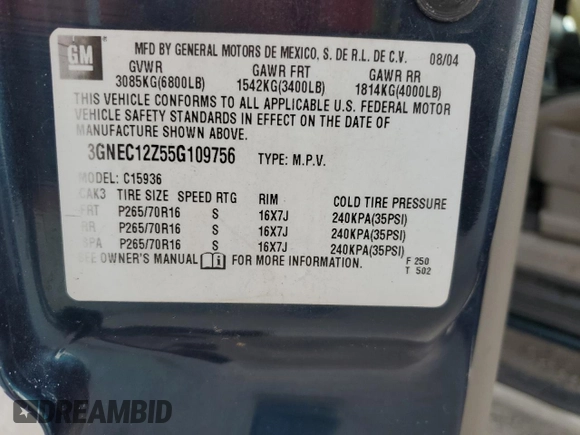 GM
MFD BY GENERAL MOTORS DE MEXICO, S. DE R.L. DE C.V. 08/04
GVWR GAWR FRT GAWR RR
3085KG(6800LB) 1542KG(3400LB) 1814KG(4000LB)
THIS VEHICLE CONFORMS TO ALL APPLICABLE U.S. FEDERAL MOTOR
VEHICLE SAFETY STANDARDS IN EFFECT ON THE DATE OF
MANUFACTURE SHOWN ABOVE.
3GNEC12Z55G109756 TYPE: M.P.V.
MODEL: C15936
CAK3 TIRE SIZE SPEED RTG RIM COLD TIRE PRESSURE
FRT P265/70R16 S 16X7J 240KPA(35PSI)
RR P265/70R16 S 16X7J 240KPA(35PSI)
SPA P265/70R16 S 16X7J 240KPA(35PSI)
SEE OWNER'S MANUAL FOR MORE INFORMATION.
F 250
T 502
DREAMBID